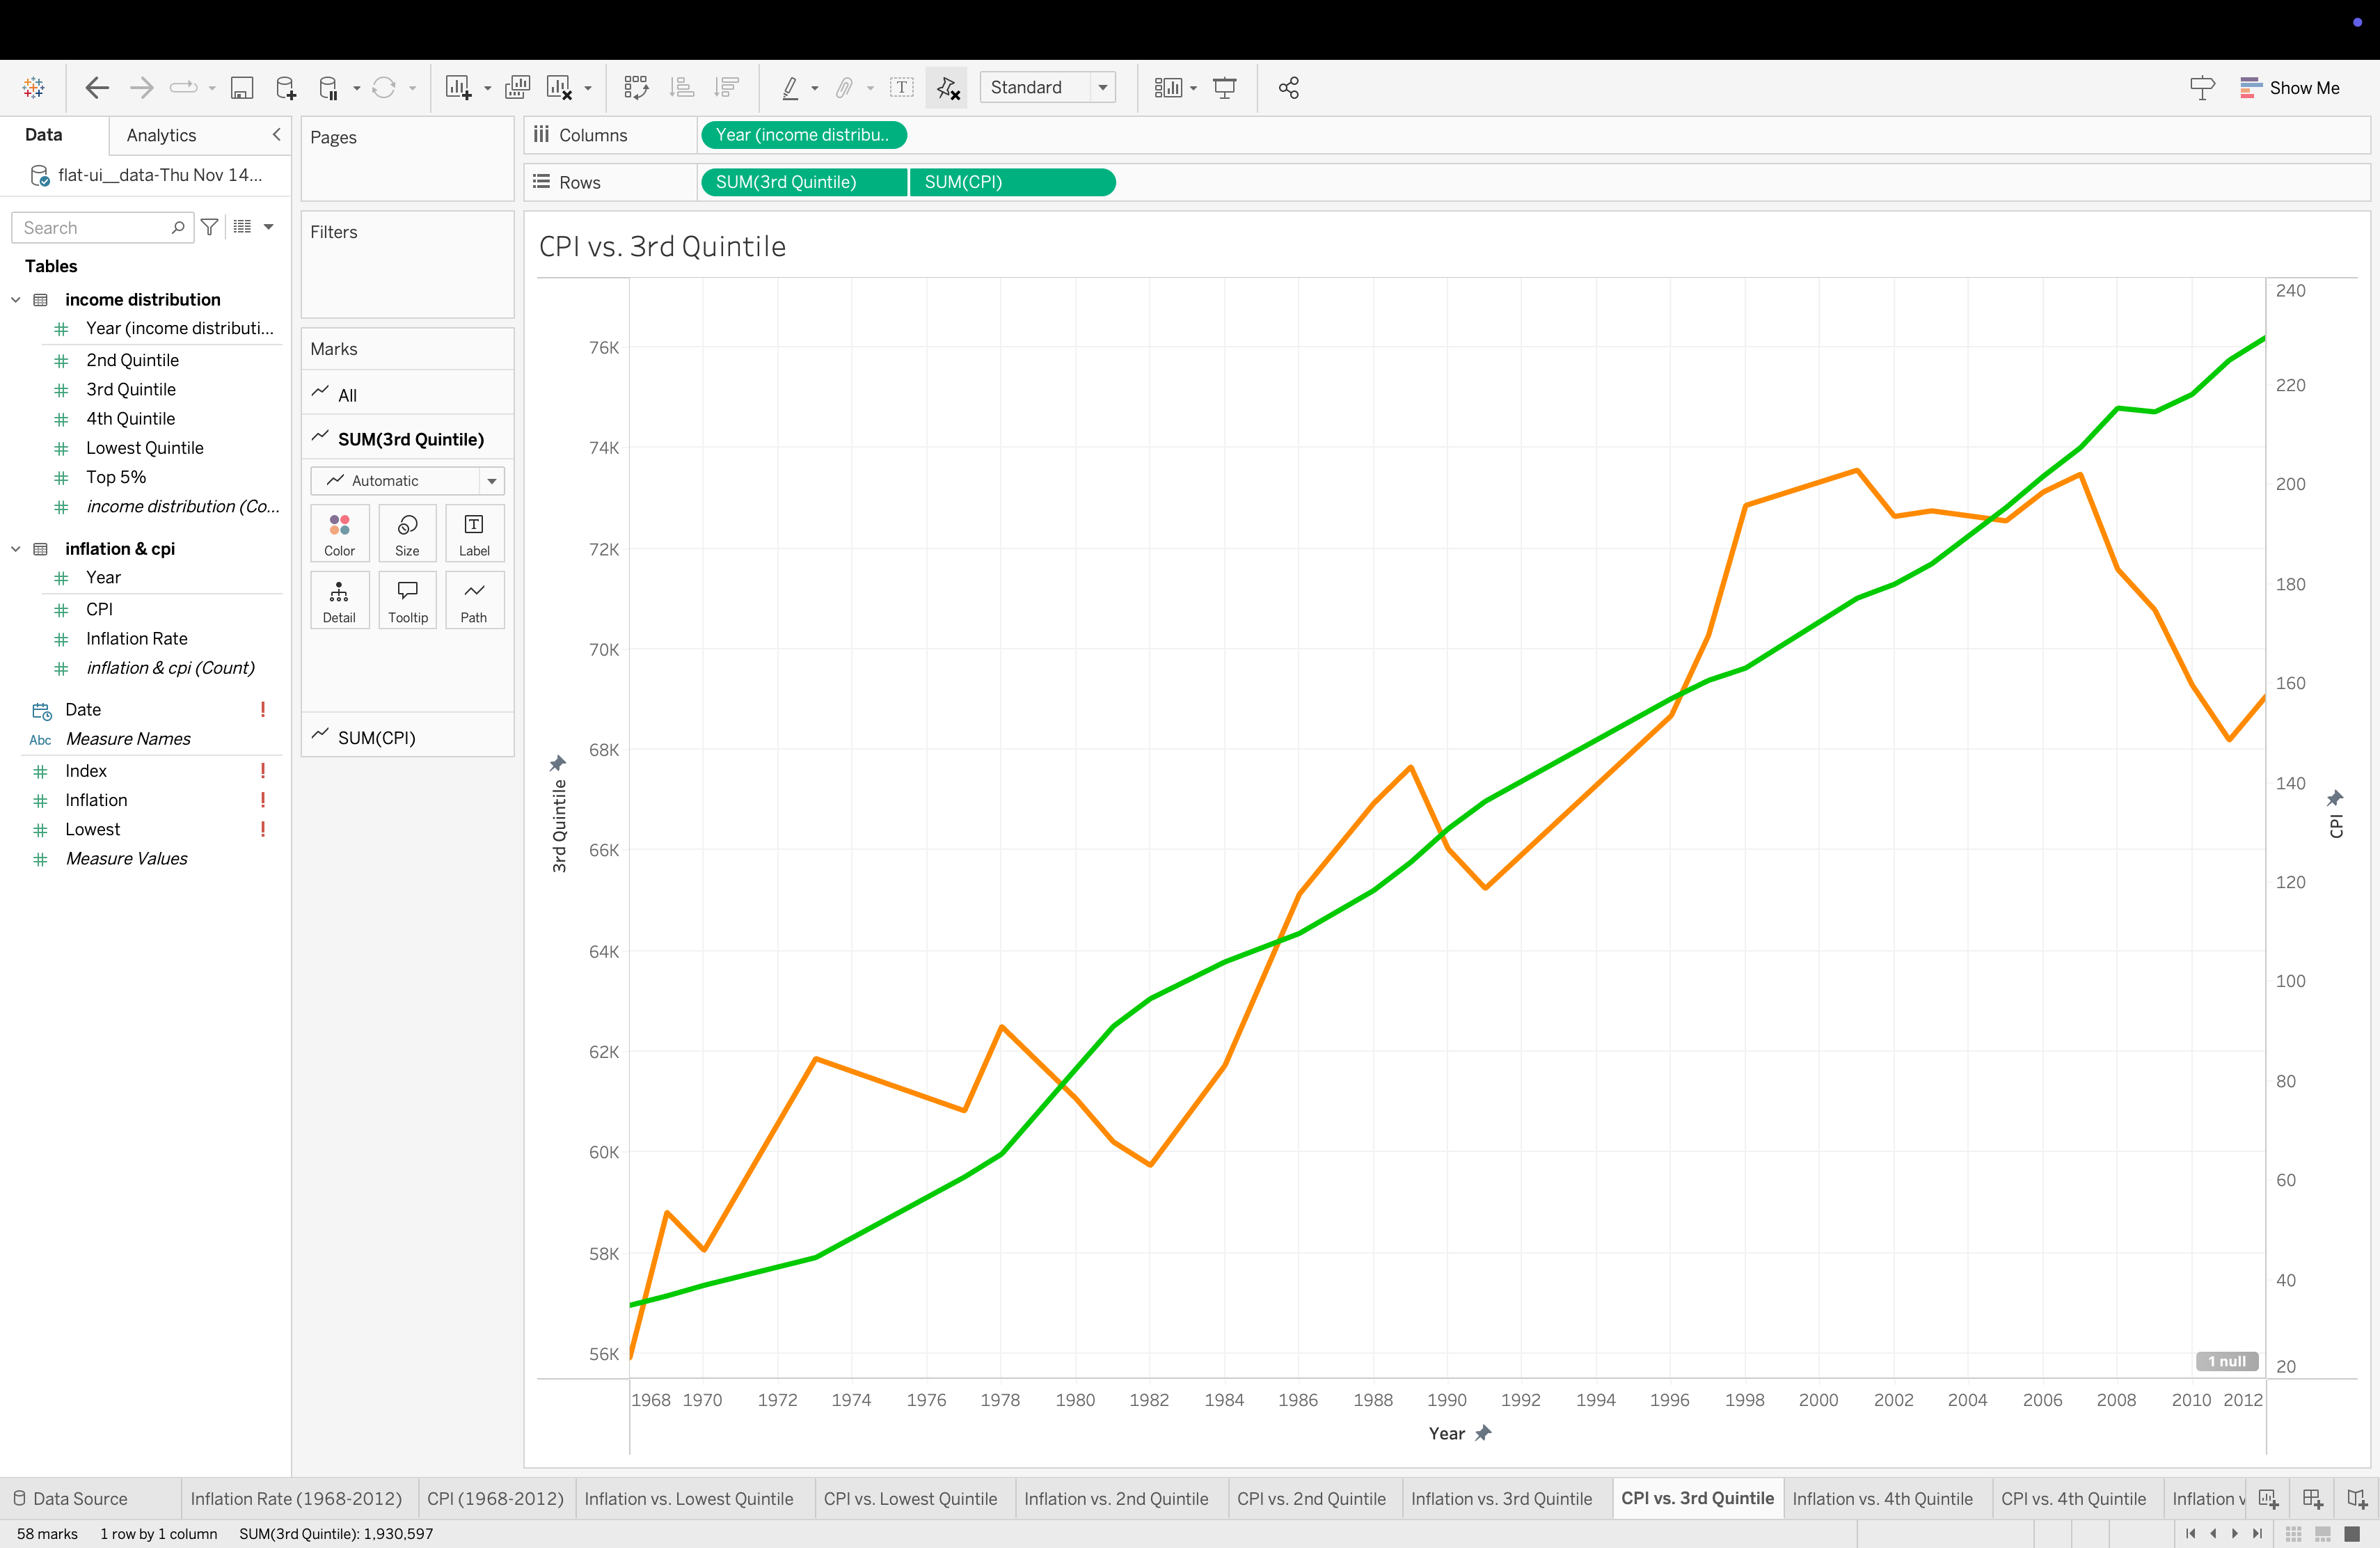 Standard
Show Me
Data
Analytics
flat-ui__data-Thu Nov 14...
Search
Tables
income distribution
Year (income distributi...
2nd Quintile
3rd Quintile
4th Quintile
Lowest Quintile
Top 5%
income distribution (Co...
inflation & cpi
Year
CPI
Inflation Rate
inflation & cpi (Count)
Date !
Abc Measure Names
Index !
Inflation !
Lowest !
Measure Values
Pages
Filters
Marks
All
SUM(3rd Quintile)
Automatic
Color Size Label
Detail Tooltip Path
SUM(CPI)
Columns Year (income distribu..
Rows SUM(3rd Quintile) SUM(CPI)
CPI vs. 3rd Quintile
3rd Quintile
76K
74K
72K
70K
68K
66K
64K
62K
60K
58K
56K
240
220
200
180
160
140
120
100
80
60
40
20
CPI
1 null
1968 1970 1972 1974 1976 1978 1980 1982 1984 1986 1988 1990 1992 1994 1996 1998 2000 2002 2004 2006 2008 2010 2012
Year
Data Source Inflation Rate (1968-2012) CPI (1968-2012) Inflation vs. Lowest Quintile CPI vs. Lowest Quintile Inflation vs. 2nd Quintile CPI vs. 2nd Quintile Inflation vs. 3rd Quintile CPI vs. 3rd Quintile Inflation vs. 4th Quintile CPI vs. 4th Quintile Inflation v
58 marks 1 row by 1 column SUM(3rd Quintile): 1,930,597